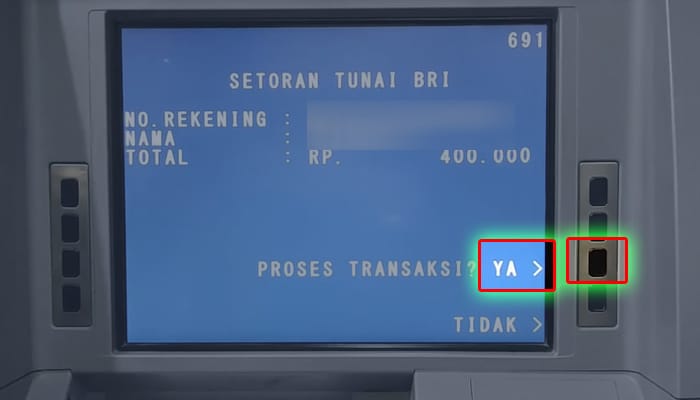 691
SETORAN TUNAI BRI
NO.REKENING :
NAMA :
TOTAL : RP. 400.000
PROSES TRANSAKSI? YA >
TIDAK >